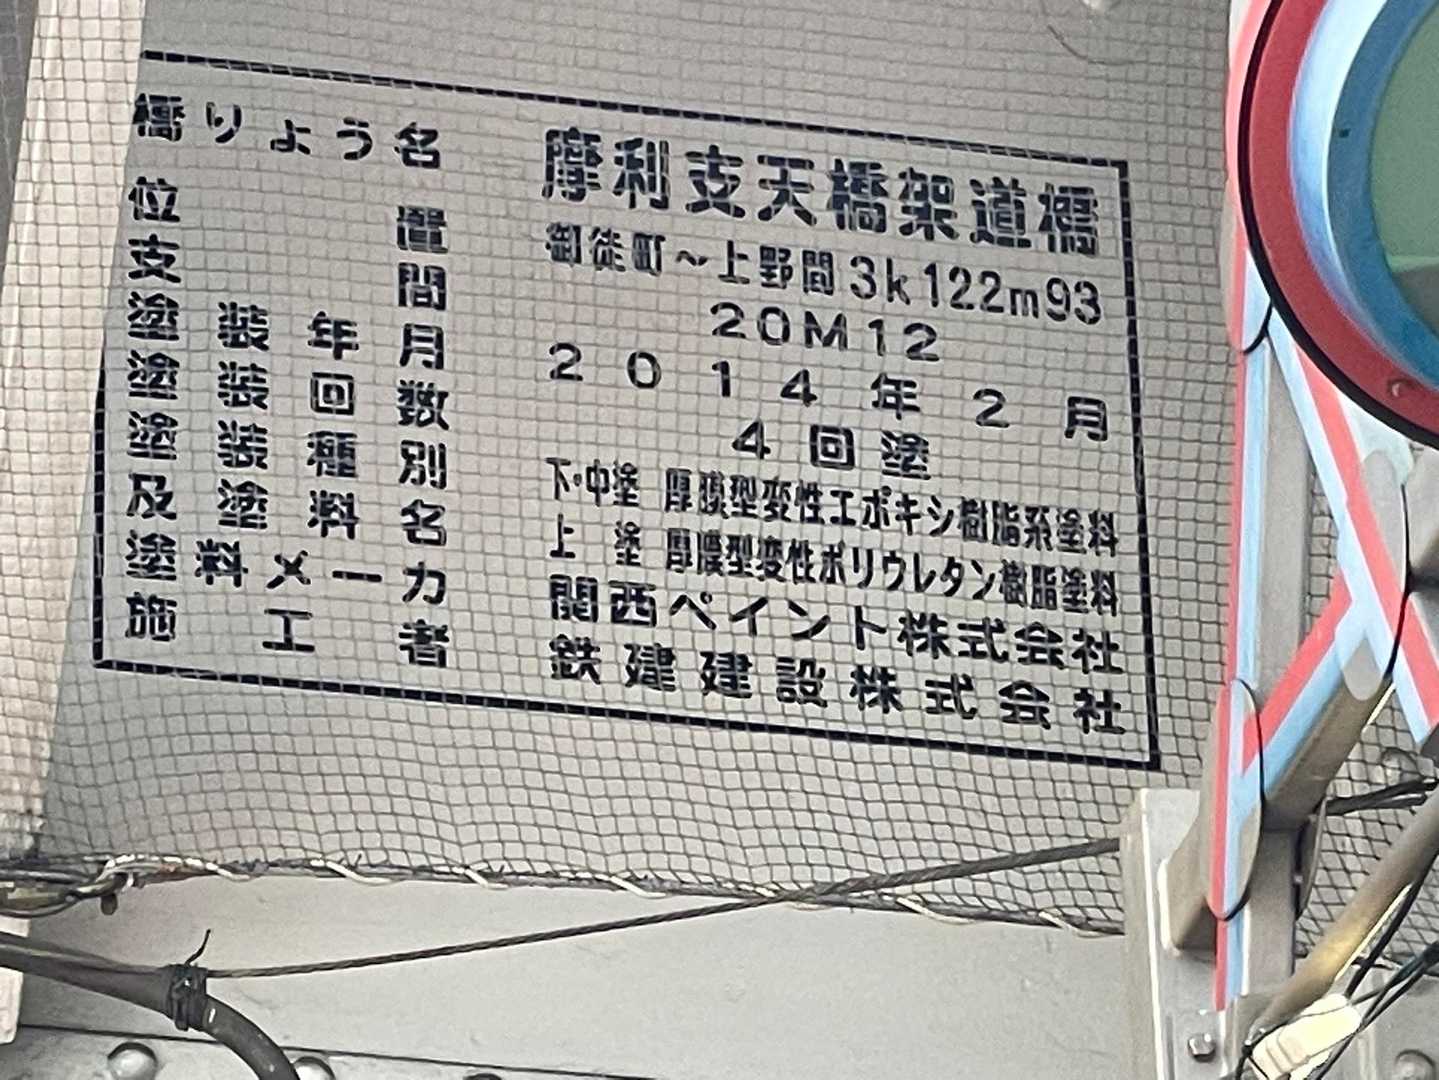 橋りょう名 摩利支天橋架道橋
位置 御徒町～上野間3k122m93
支間 20M12
塗装年月 2014年2月
塗装回数 4回塗
塗装種別 下・中塗 厚膜型変性エポキシ樹脂系塗料
及塗料名 上塗 厚膜型変性ポリウレタン樹脂塗料
塗料メーカ 関西ペイント株式会社
施工者 鉄建建設株式会社